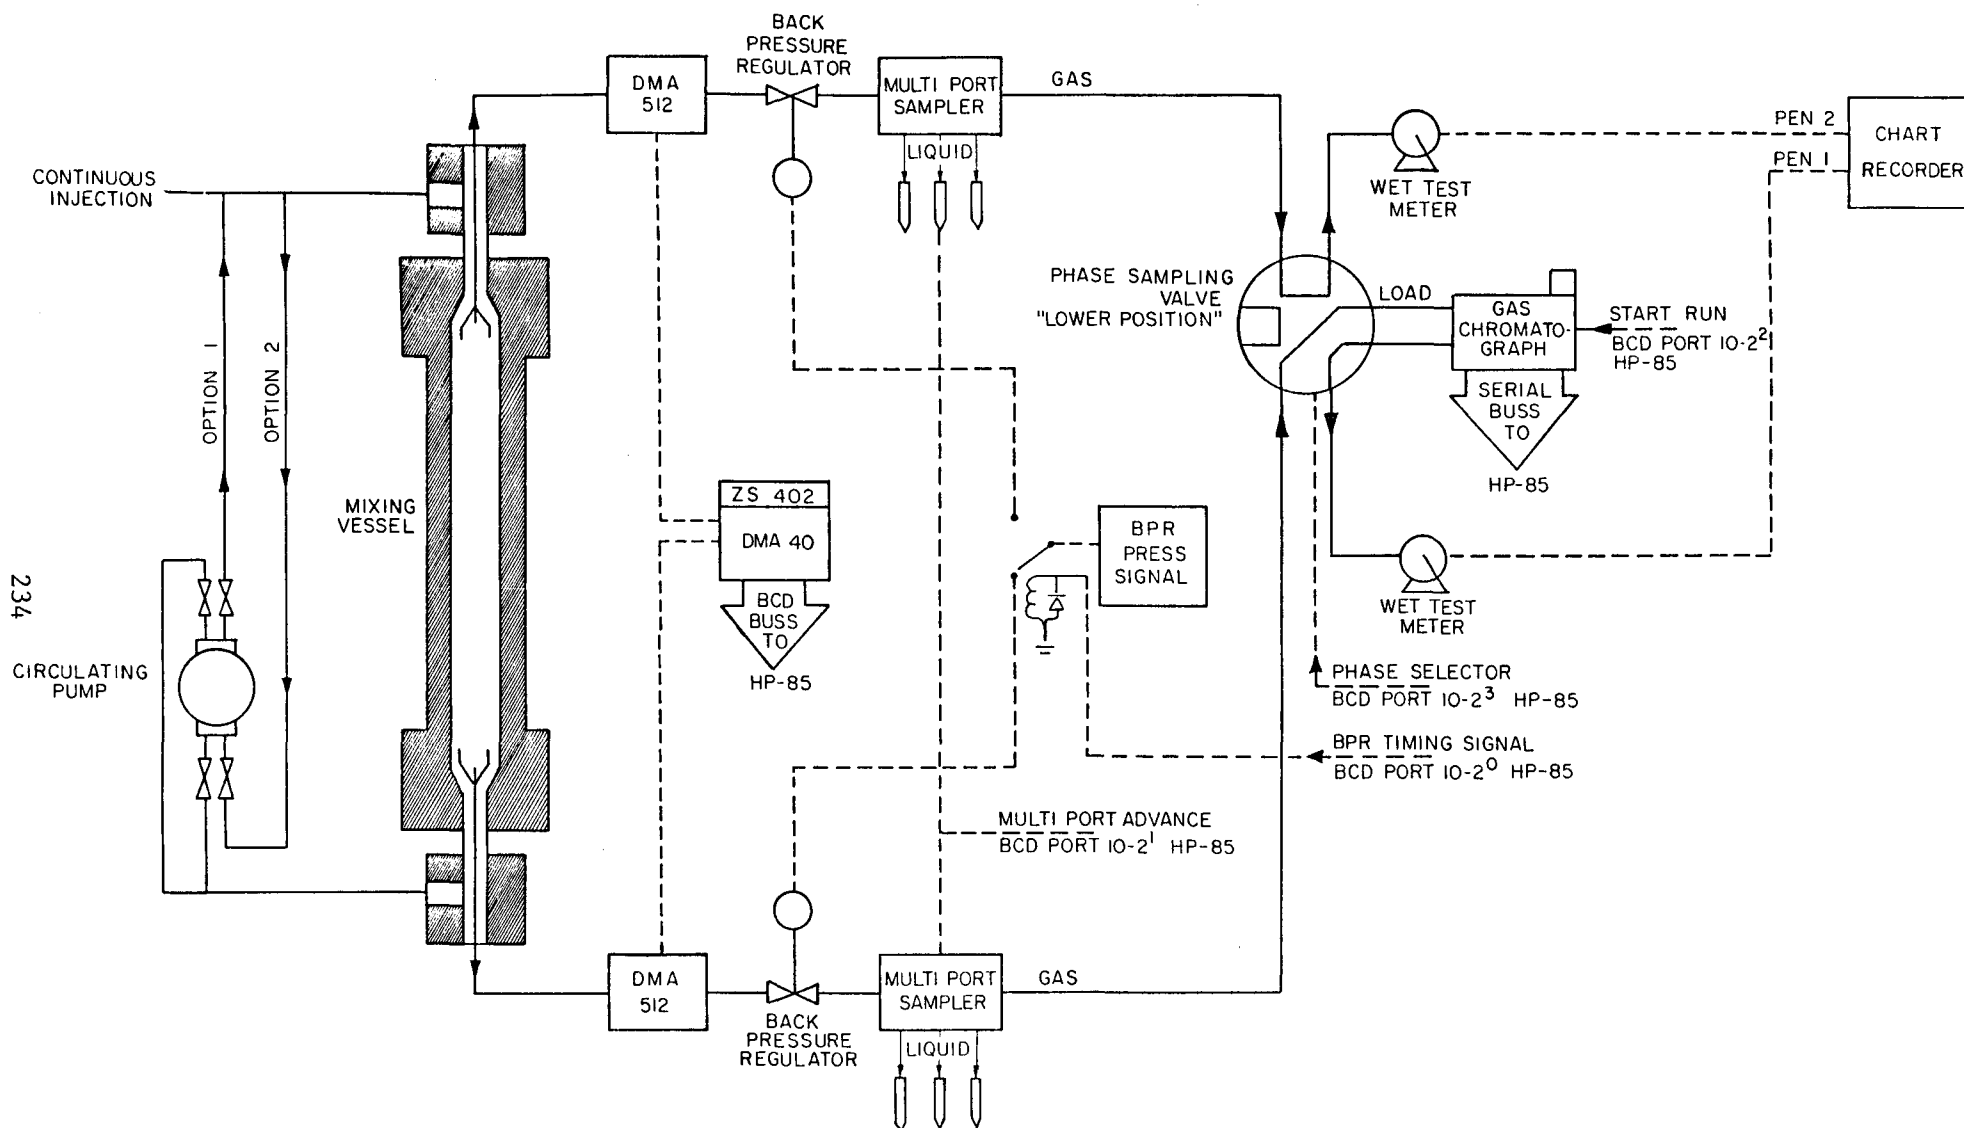 BACK
PRESSURE
REGULATOR
DMA
512
MULTI PORT
SAMPLER
GAS
LIQUID
PEN 2
PEN 1
CHART
RECORDER
WET TEST
METER
CONTINUOUS
INJECTION
OPTION 1
OPTION 2
PHASE SAMPLING
VALVE
"LOWER POSITION"
LOAD
GAS
CHROMATO-
GRAPH
START RUN
BCD PORT 10-2²
HP-85
SERIAL
BUSS
TO
HP-85
MIXING
VESSEL
ZS 402
DMA 40
BCD
BUSS
TO
HP-85
BPR
PRESS
SIGNAL
WET TEST
METER
234
CIRCULATING
PUMP
PHASE SELECTOR
BCD PORT 10-2³ HP-85
BPR TIMING SIGNAL
BCD PORT 10-2⁰ HP-85
MULTI PORT ADVANCE
BCD PORT 10-2¹ HP-85
DMA
512
BACK
PRESSURE
REGULATOR
MULTI PORT
SAMPLER
GAS
LIQUID